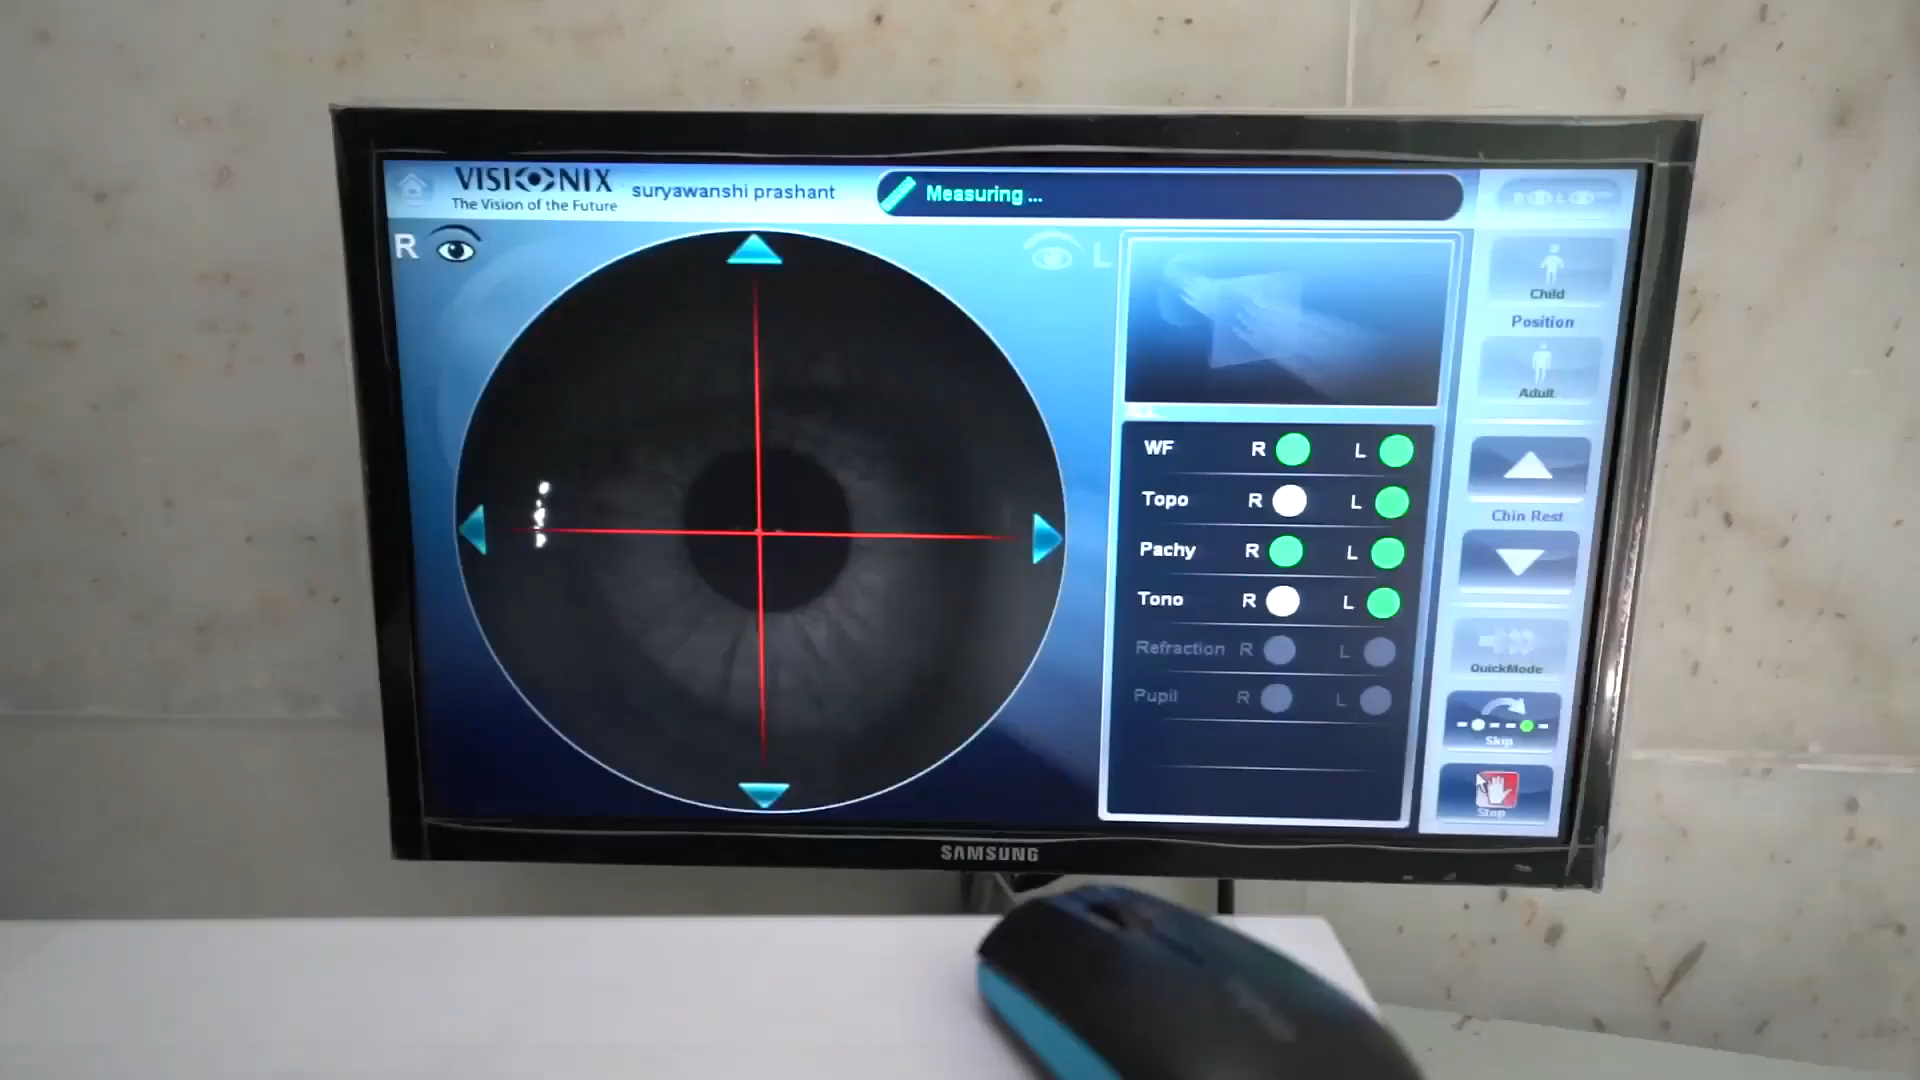 VISIONIX
The Vision of the Future
suryawanshi prashant
Measuring ...
R
L
R L
WF R L
Topo R L
Pachy R L
Tono R L
Refraction R L
Pupil R L
Child
Position
Adult
Chin Rest
QuickMode
Skip
Stop
SAMSUNG